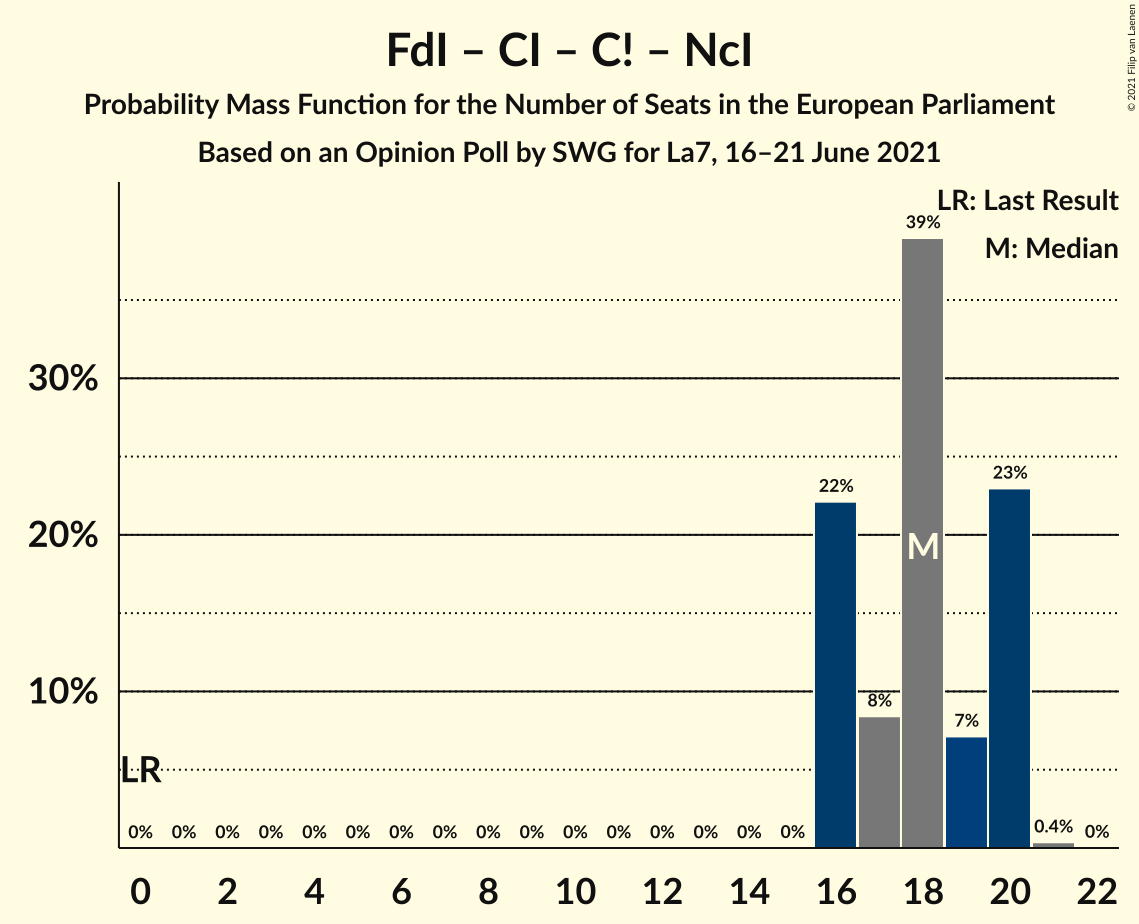 FdI – CI – C! – NcI
Probability Mass Function for the Number of Seats in the European Parliament
Based on an Opinion Poll by SWG for La7, 16–21 June 2021
© 2021 Filip van Laenen
LR: Last Result
M: Median
39%
30%
23%
22%
20%
M
10%
8%
7%
LR
0% 0% 0% 0% 0% 0% 0% 0% 0% 0% 0% 0% 0% 0% 0% 0% 0.4% 0%
0 2 4 6 8 10 12 14 16 18 20 22